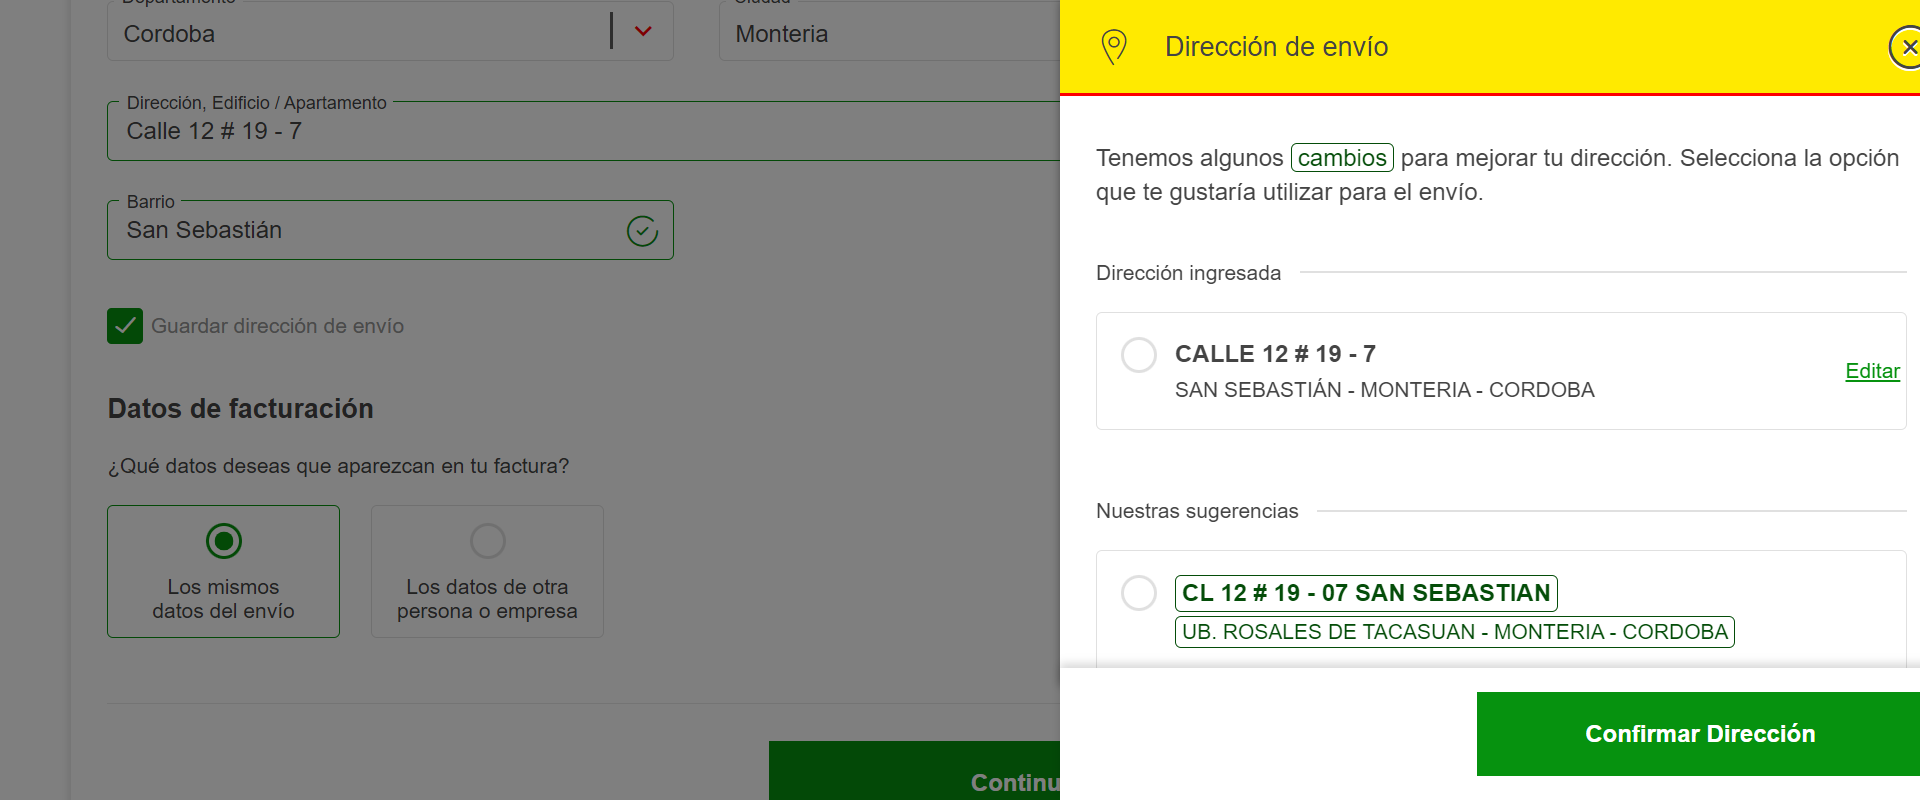 Departamento
Cordoba
Ciudad
Monteria
Dirección, Edificio / Apartamento
Calle 12 # 19 - 7
Barrio
San Sebastián
Guardar dirección de envío
Datos de facturación
¿Qué datos deseas que aparezcan en tu factura?
Los mismos
datos del envío
Los datos de otra
persona o empresa
Continu
Dirección de envío
Tenemos algunos cambios para mejorar tu dirección. Selecciona la opción
que te gustaría utilizar para el envío.
Dirección ingresada
CALLE 12 # 19 - 7
SAN SEBASTIÁN - MONTERIA - CORDOBA
Editar
Nuestras sugerencias
CL 12 # 19 - 07 SAN SEBASTIAN
UB. ROSALES DE TACASUAN - MONTERIA - CORDOBA
Confirmar Dirección